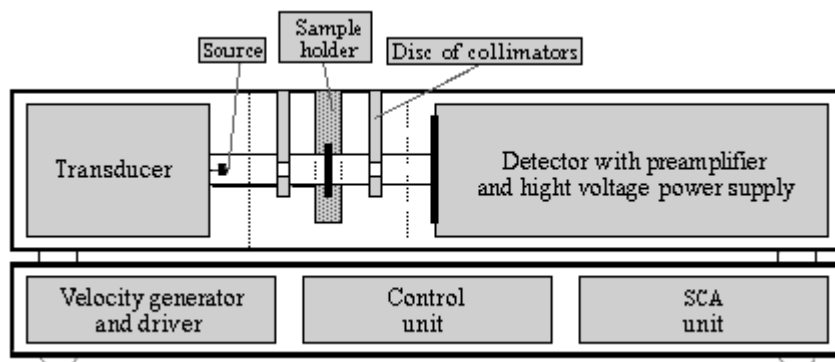 Source
Sample
holder
Disc of collimators
Transducer
Detector with preamplifier
and hight voltage power supply
Velocity generator
and driver
Control
unit
SCA
unit